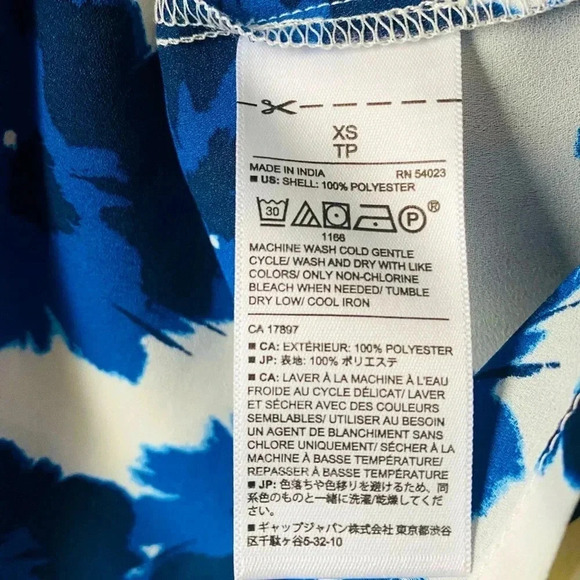 XS
TP
MADE IN INDIA RN 54023
■ US: SHELL: 100% POLYESTER
30 P ®
1166
MACHINE WASH COLD GENTLE
CYCLE/ WASH AND DRY WITH LIKE
COLORS/ ONLY NON-CHLORINE
BLEACH WHEN NEEDED/ TUMBLE
DRY LOW/ COOL IRON
CA 17897
■ CA: EXTÉRIEUR: 100% POLYESTER
■ JP: 表地: 100% ポリエステ
■ CA: LAVER À LA MACHINE À L'EAU
FROIDE AU CYCLE DÉLICAT/ LAVER
ET SÉCHER AVEC DES COULEURS
SEMBLABLES/ UTILISER AU BESOIN
UN AGENT DE BLANCHIMENT SANS
CHLORE UNIQUEMENT/ SÉCHER À LA
MACHINE À BASSE TEMPÉRATURE/
REPASSER À BASSE TEMPÉRATURE
■ JP: 色落ちや色移りを避けるため、同
系色のものと一緒に洗濯/乾燥してくだ
さい。
■ ギャップジャパン株式会社 東京都渋谷
区千駄ヶ谷5-32-10